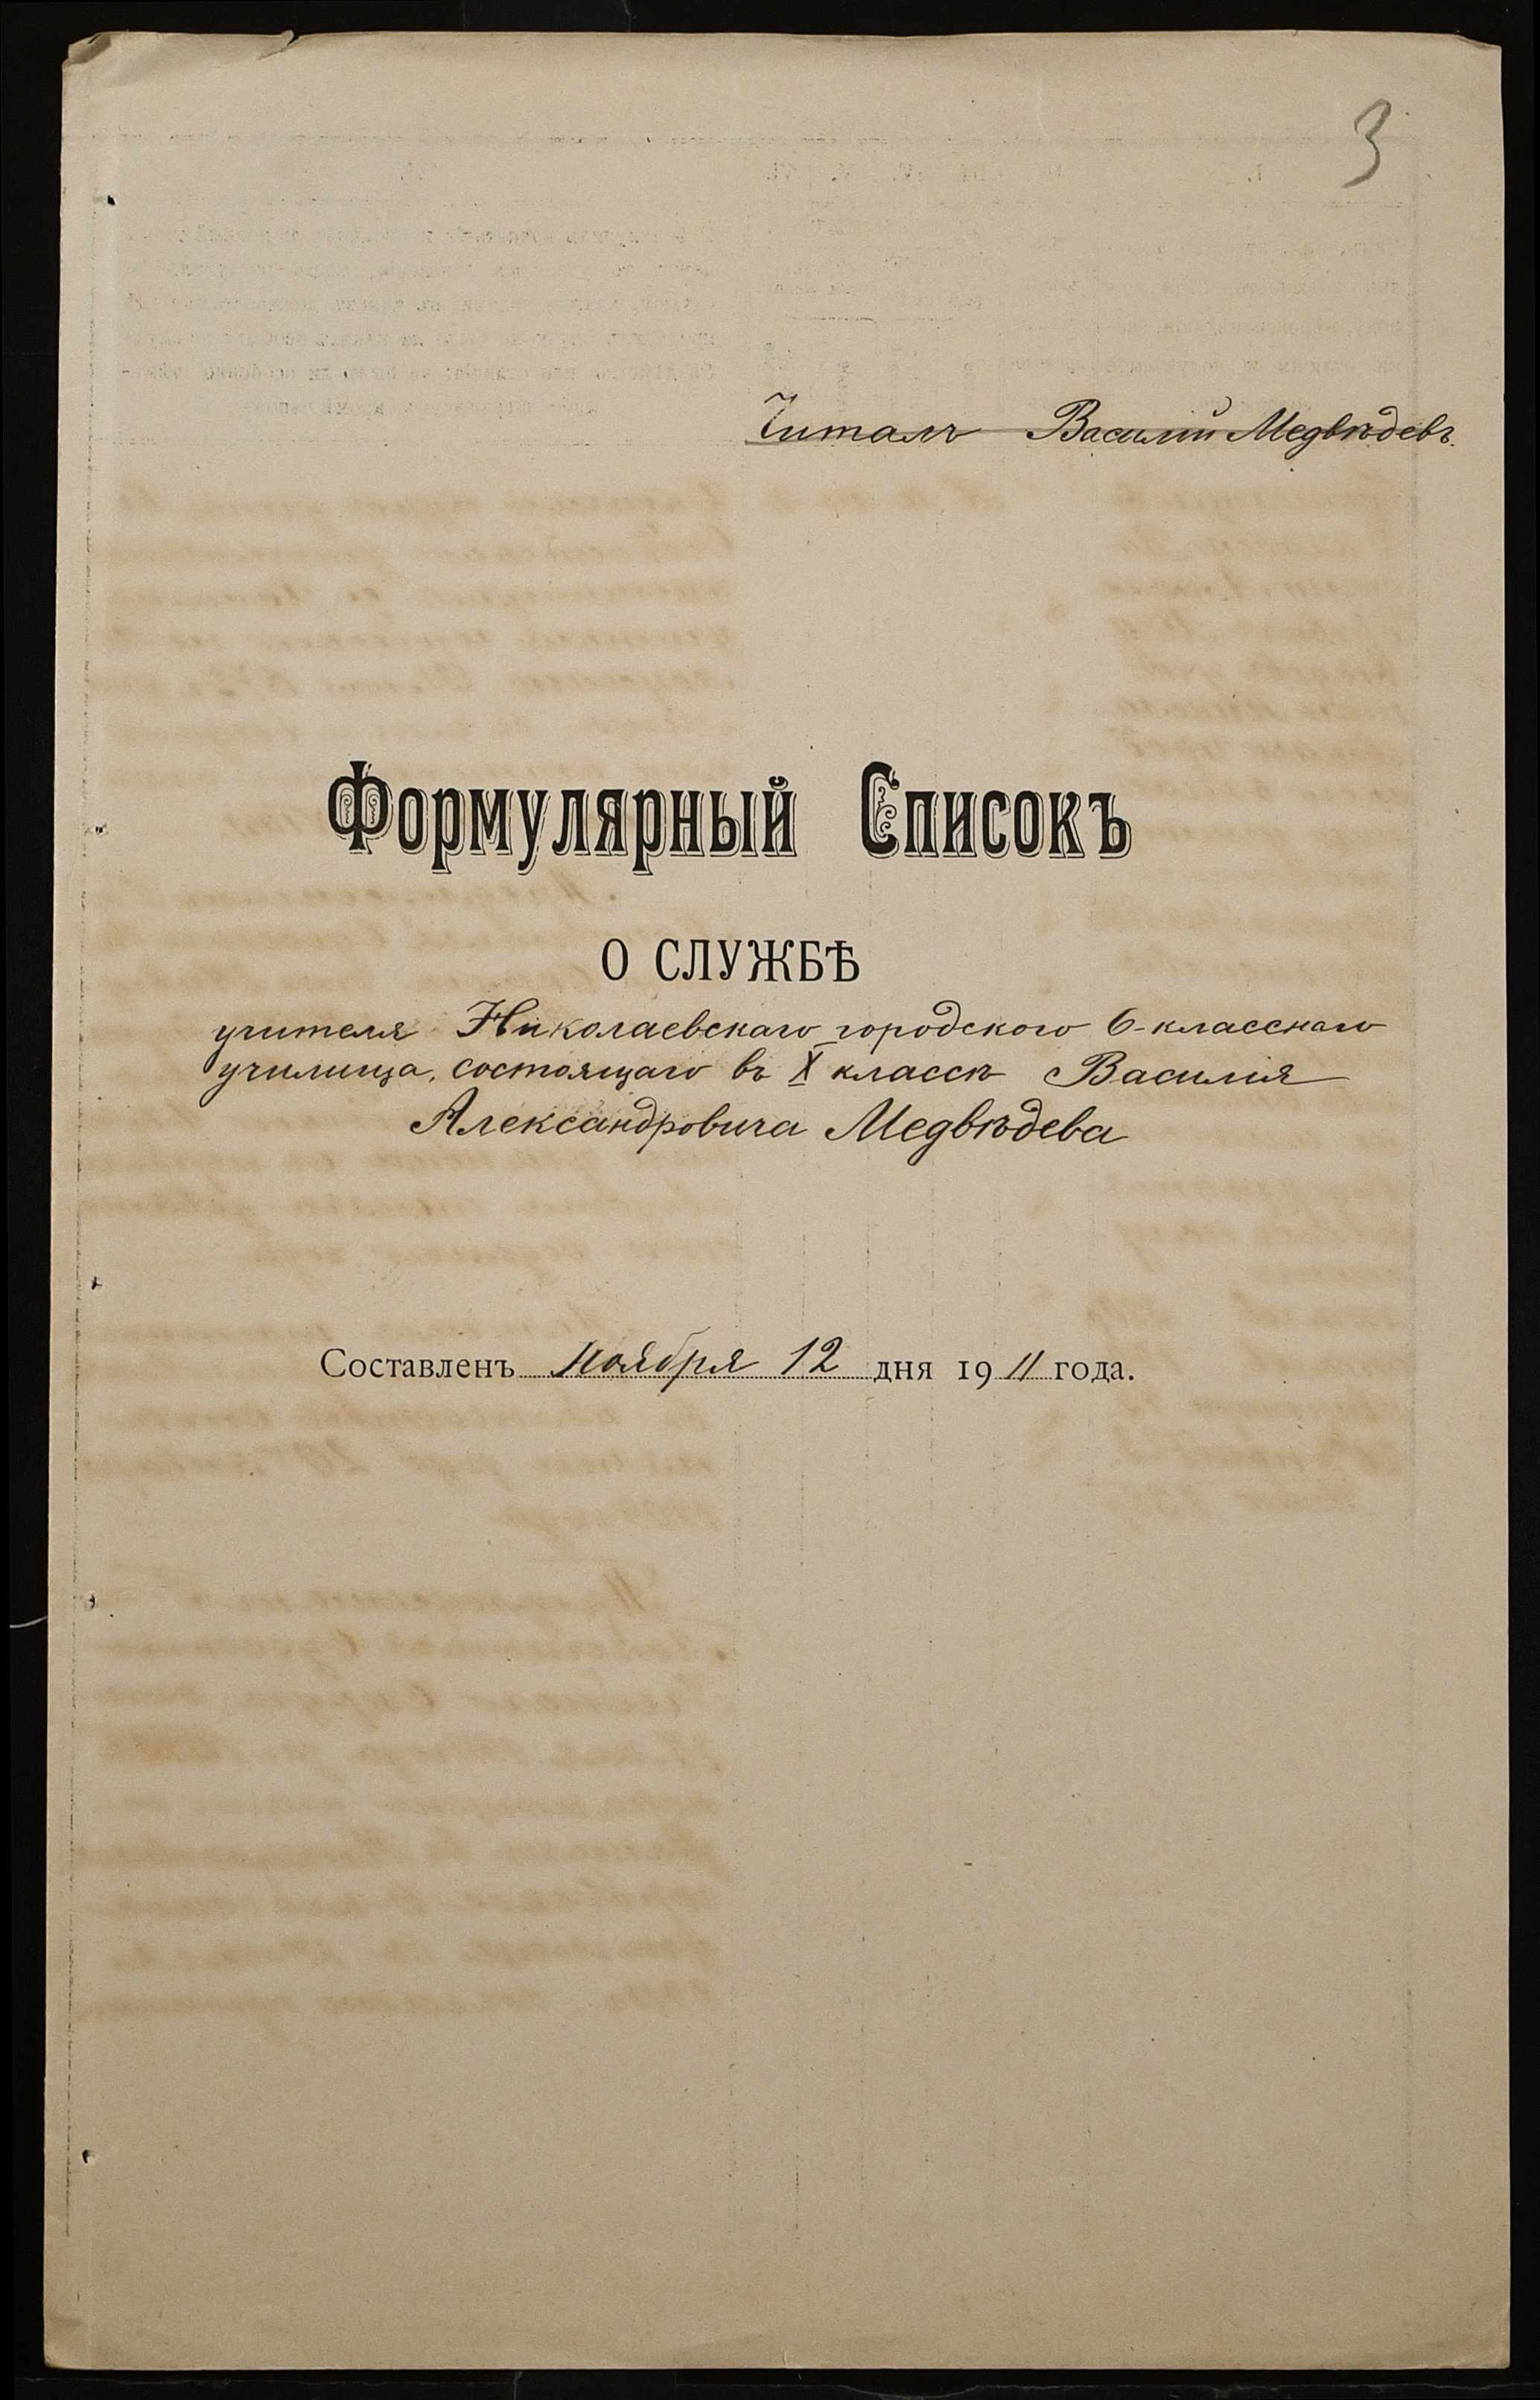 3
Читалъ Василій Медвѣдевъ.
Формулярный Списокъ
О СЛУЖБѢ
учителя Николаевскаго городского 6-класснаго
училища, состоящаго въ X классѣ Василія
Александровича Медвѣдева
Составленъ Ноября 12 дня 1911 года.